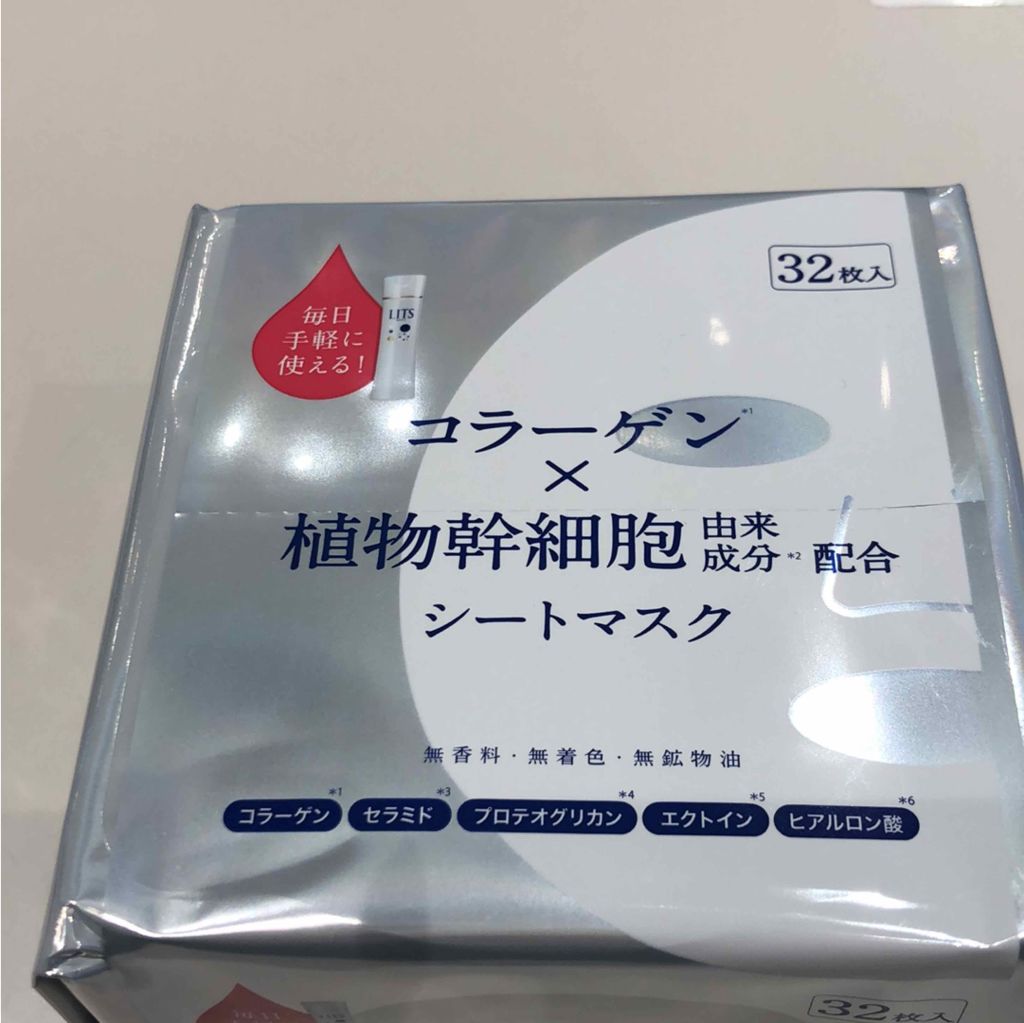 32枚入
毎日
手軽に
使える!
LITS
コラーゲン*1
×
植物幹細胞由来成分*2配合
シートマスク
無香料・無着色・無鉱物油
コラーゲン*1 セラミド*3 プロテオグリカン*4 エクトイン*5 ヒアルロン酸*6
32枚入